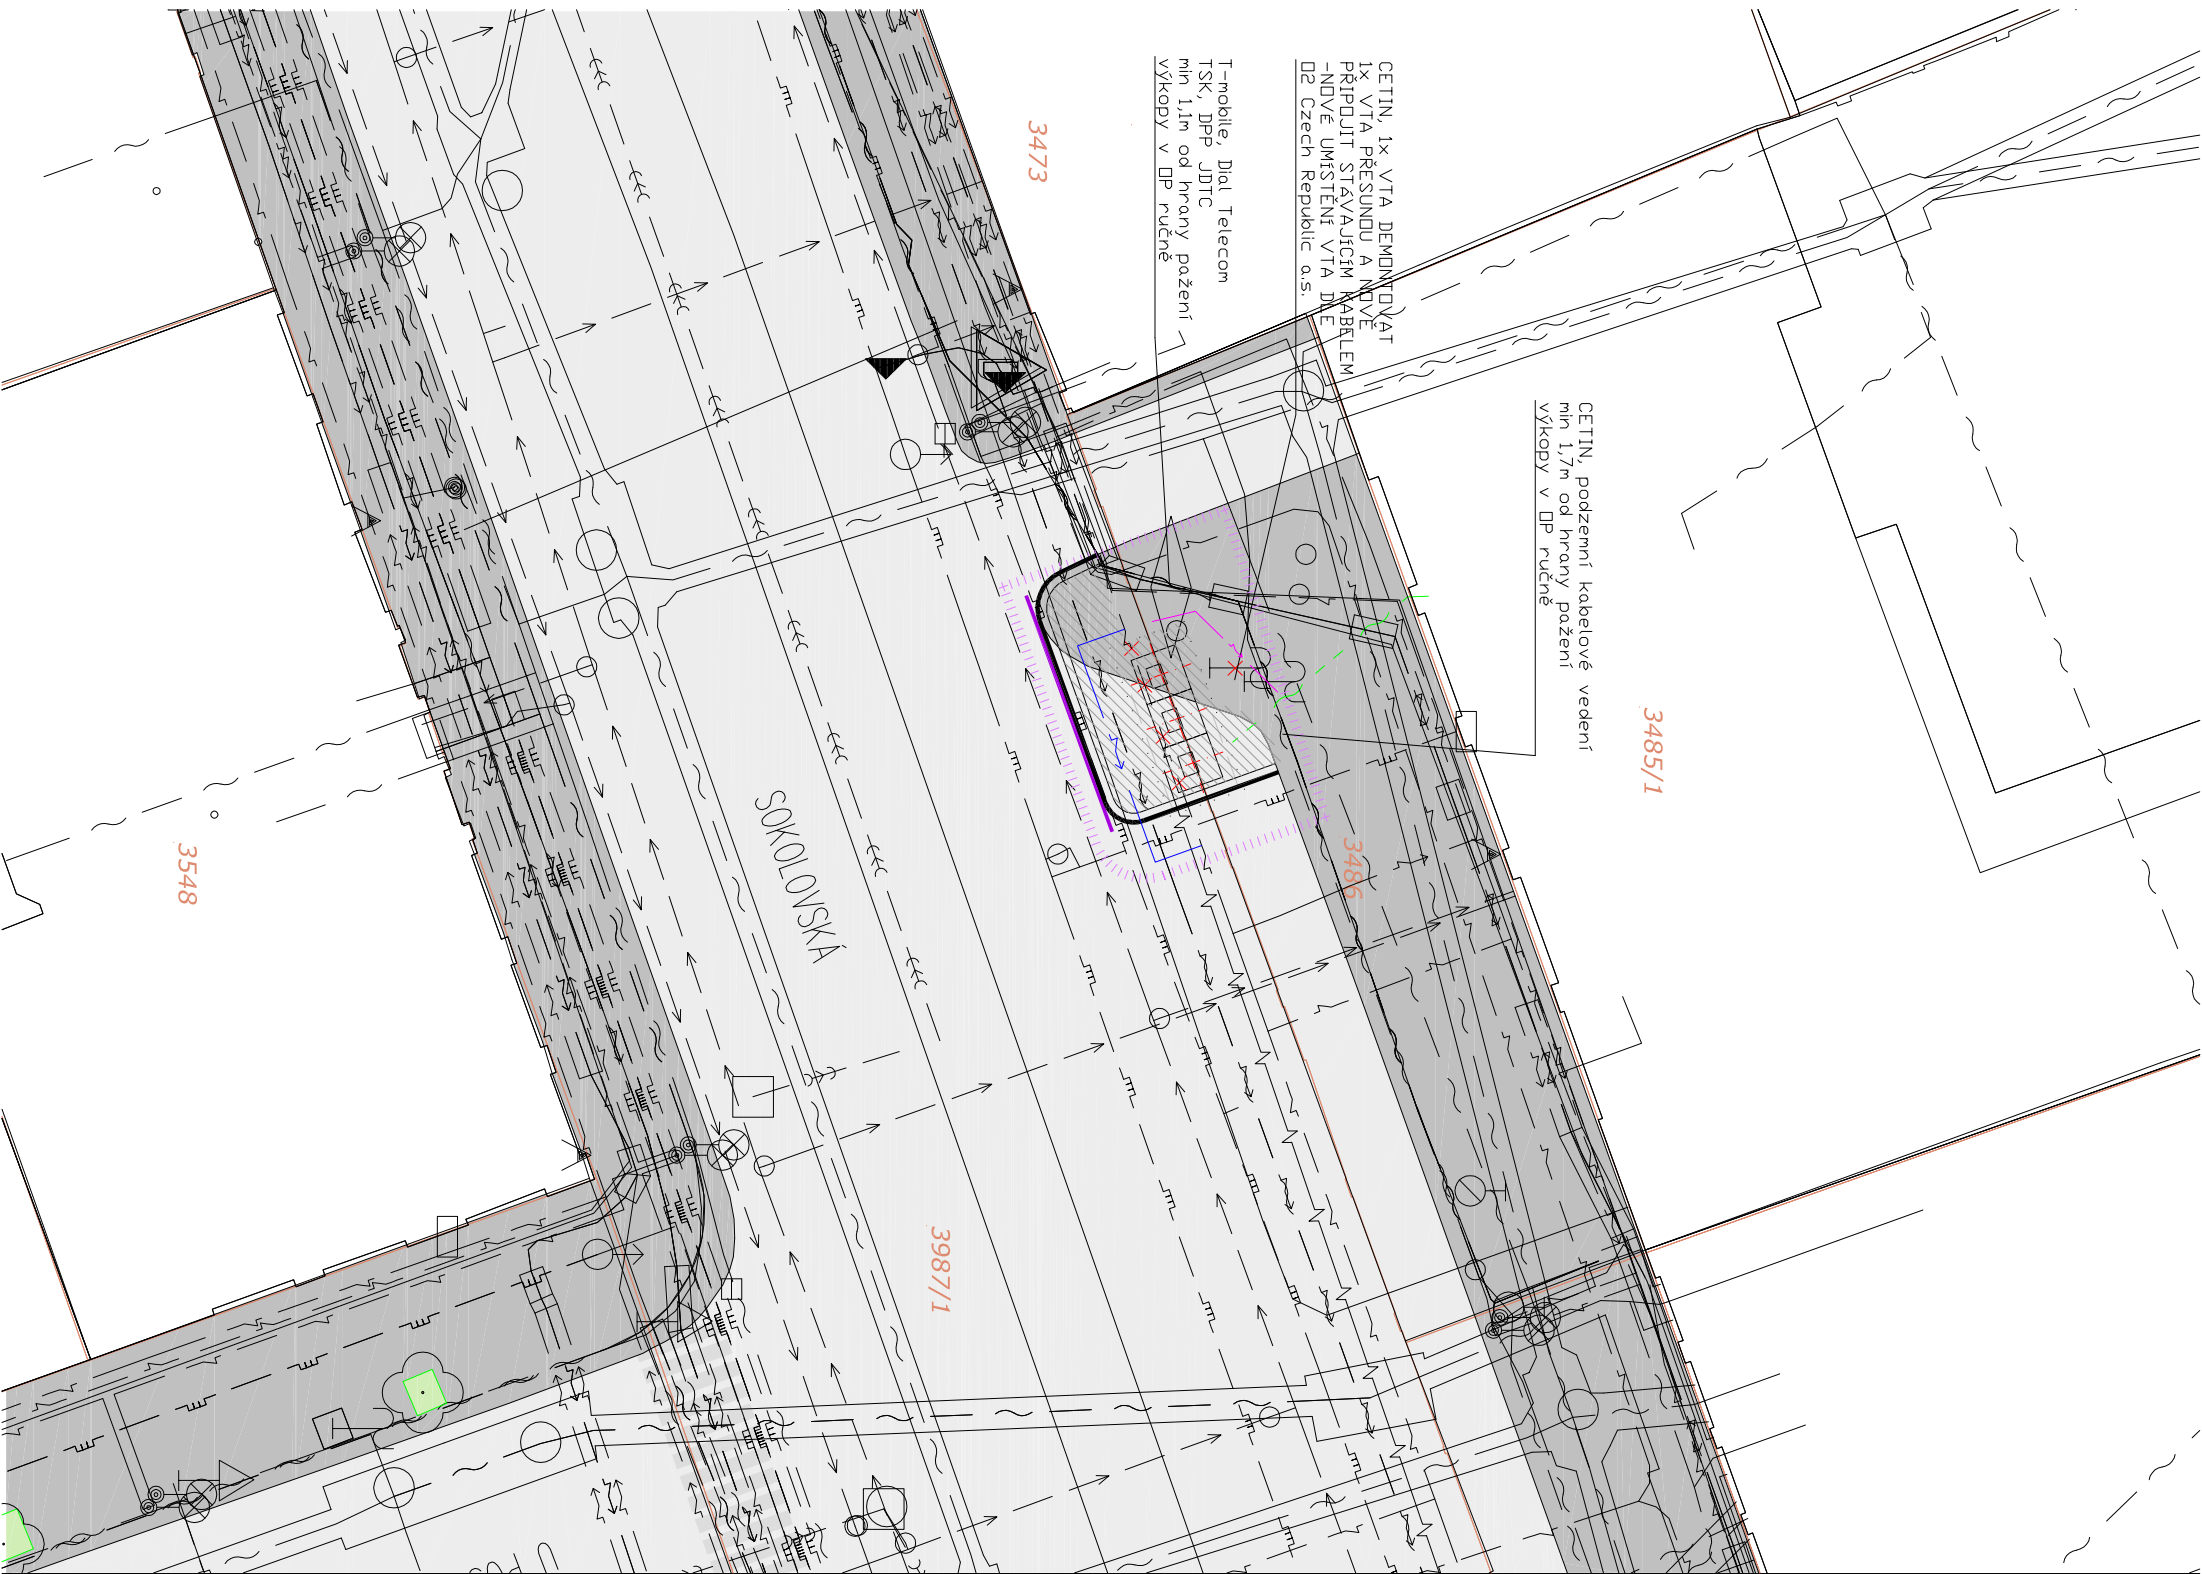 CETIN, 1x VTA DEMONTOVAT
1x VTA PŘESUNOU A NOVĚ
PŘIPOJIT STÁVAJÍCÍM KABELEM
-NOVÉ UMÍSTĚNÍ VTA DLE
O2 Czech Republic a.s.
T-mobile, Dial Telecom
TSK, DPP JDTC
min 1,1m od hrany pažení
výkopy v OP ručně
CETIN, podzemní kabelové vedení
min 1,7m od hrany pažení
výkopy v OP ručně
3473
3485/1
3486
3548
SOKOLOVSKÁ
3987/1